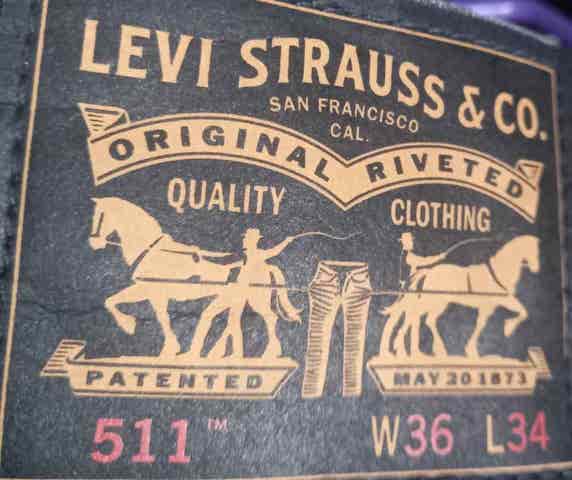 LEVI STRAUSS & CO.
SAN FRANCISCO
CAL.
ORIGINAL RIVETED
QUALITY CLOTHING
PATENTED MAY 20 1873
511™ W36 L34